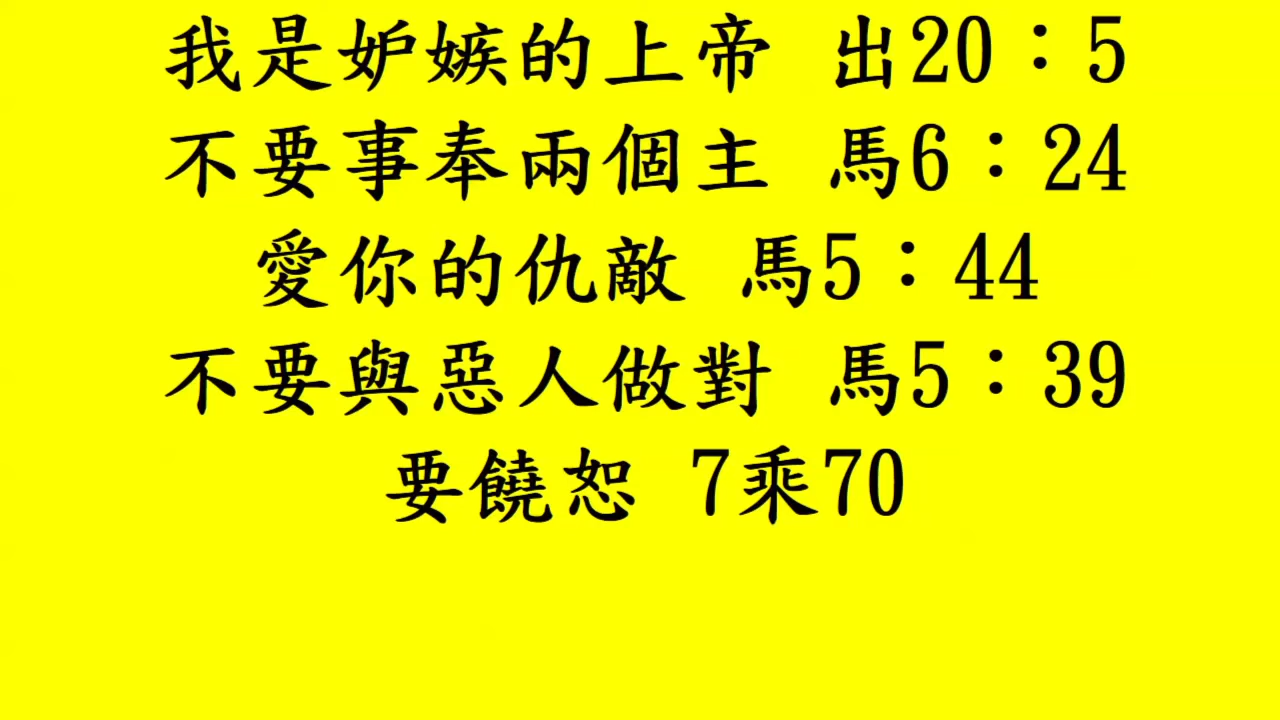 我是妒嫉的上帝 出20：5
不要事奉兩個主 馬6：24
愛你的仇敵 馬5：44
不要與惡人做對 馬5：39
要饒恕 7乘70